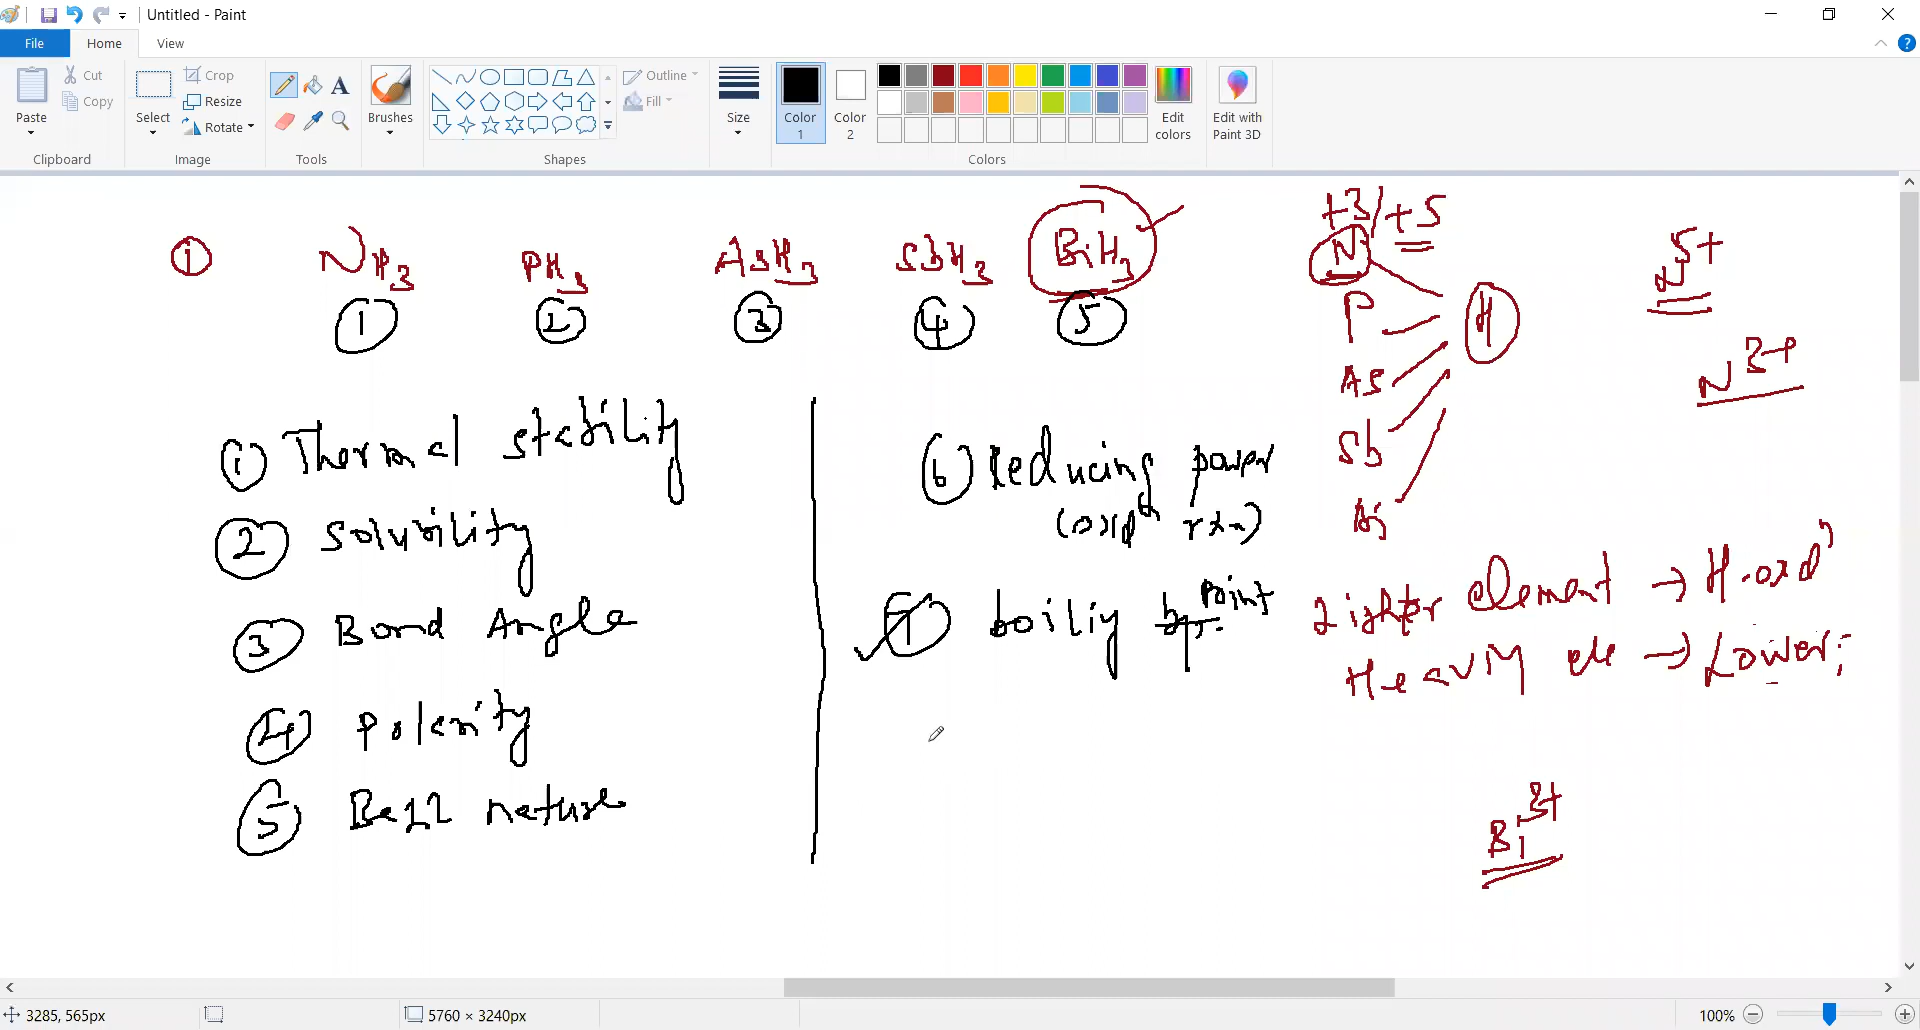 Untitled - Paint
File Home View
Paste Cut Copy Clipboard
Select Crop Resize Rotate Image
Tools
Brushes
Outline Fill Shapes
Size
Color 1 Color 2 Edit colors Colors
Edit with Paint 3D
① NH3 PH3 AsH3 SbH3 BiH3
① ② ③ ④ ⑤
+3/+5
N
P
As
Sb
H
N5+
N3+
① Thermal stability
② Solubility
③ Bond Angle
④ Polarity
⑤ nature
⑥ reducing power
rxn)
⑦ boiliy point
Lighter element → H.oxd'
Heavy ele → Lower;
Bi3+
3285, 565px
5760 × 3240px
100%